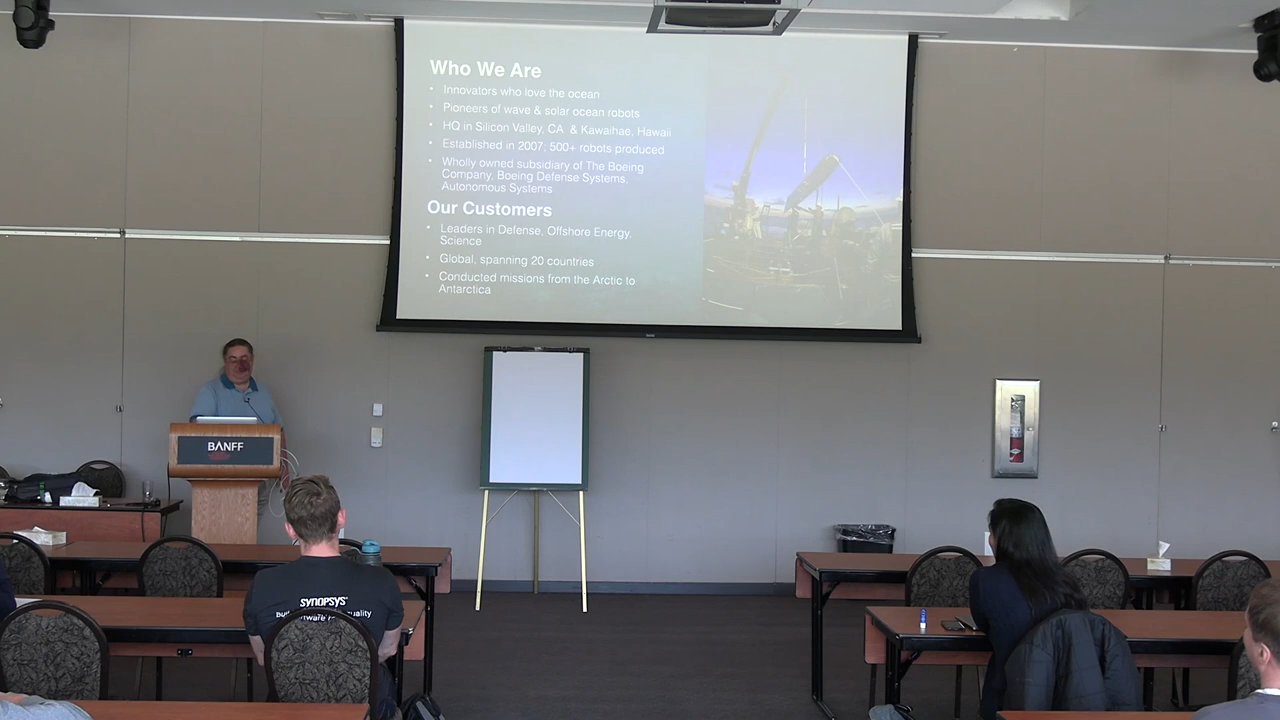 Who We Are
• Innovators who love the ocean
• Pioneers of wave & solar ocean robots
• HQ in Silicon Valley, CA & Kawaihae, Hawaii
• Established in 2007; 500+ robots produced
• Wholly owned subsidiary of The Boeing
Company, Boeing Defense Systems,
Autonomous Systems
Our Customers
• Leaders in Defense, Offshore Energy,
Science
• Global, spanning 20 countries
• Conducted missions from the Arctic to
Antarctica
BANFF
SYNOPSYS